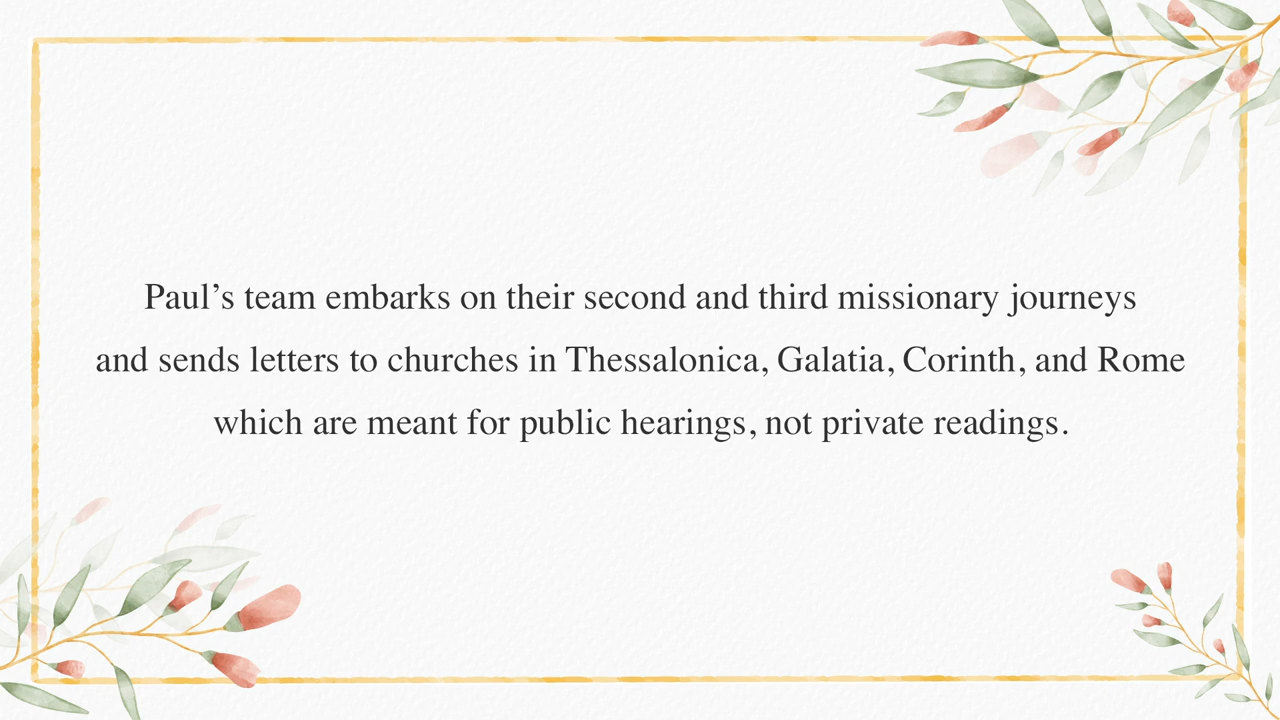 Paul’s team embarks on their second and third missionary journeys
and sends letters to churches in Thessalonica, Galatia, Corinth, and Rome
which are meant for public hearings, not private readings.